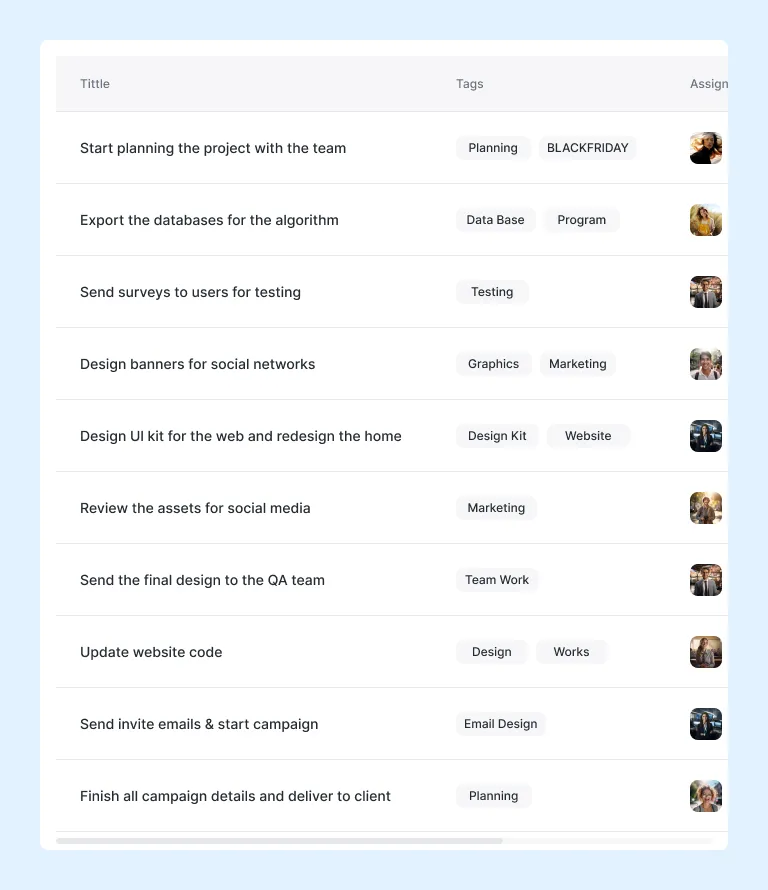 Tittle Tags Assign
Start planning the project with the team Planning BLACKFRIDAY
Export the databases for the algorithm Data Base Program
Send surveys to users for testing Testing
Design banners for social networks Graphics Marketing
Design UI kit for the web and redesign the home Design Kit Website
Review the assets for social media Marketing
Send the final design to the QA team Team Work
Update website code Design Works
Send invite emails & start campaign Email Design
Finish all campaign details and deliver to client Planning